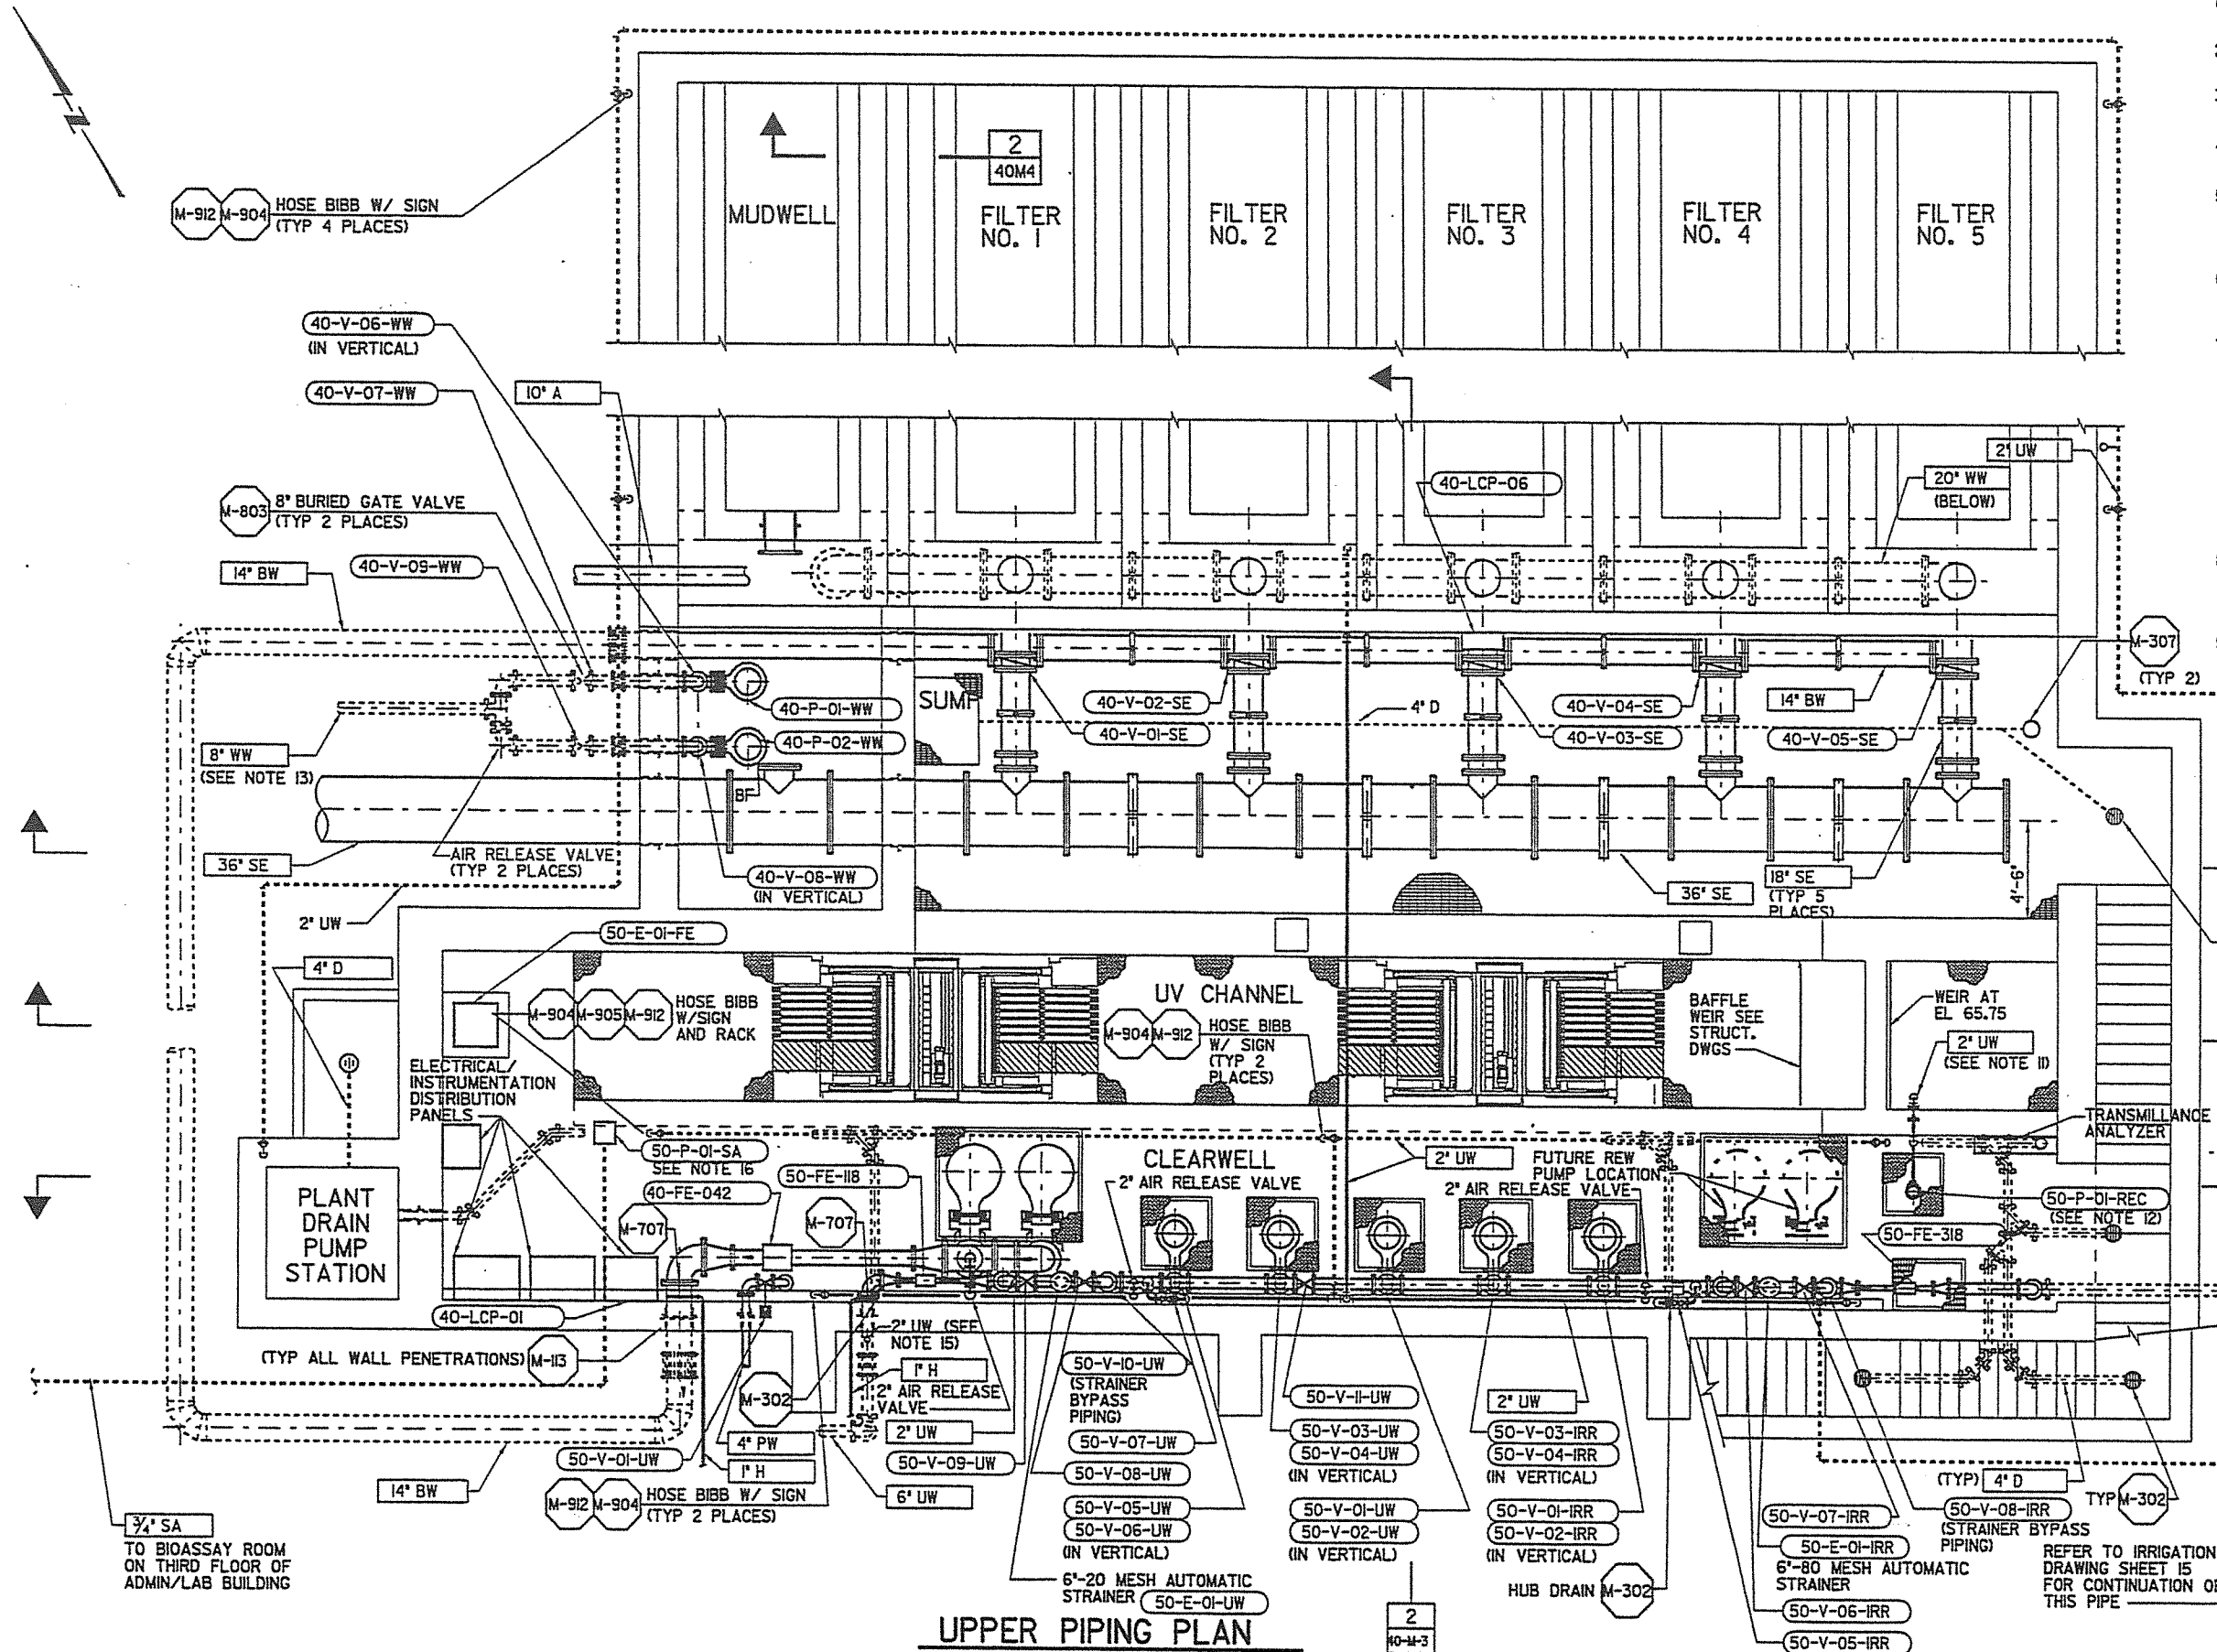 2
40M4
M-912 M-904 HOSE BIBB W/ SIGN
(TYP 4 PLACES)
MUDWELL
FILTER
NO. 1
FILTER
NO. 2
FILTER
NO. 3
FILTER
NO. 4
FILTER
NO. 5
40-V-06-WW
(IN VERTICAL)
40-V-07-WW
10" A
2" UW
40-LCP-06
20" WW
(BELOW)
M-803 8" BURIED GATE VALVE
(TYP 2 PLACES)
40-V-09-WW
14" BW
M-307
(TYP 2)
SUMP
40-P-01-WW
40-V-02-SE
4" D
40-V-04-SE
14" BW
40-P-02-WW
40-V-01-SE
40-V-03-SE
40-V-05-SE
8" WW
(SEE NOTE 13)
BF
36" SE
AIR RELEASE VALVE
(TYP 2 PLACES)
40-V-08-WW
(IN VERTICAL)
36" SE
18" SE
(TYP 5
PLACES)
4'-6"
2" UW
50-E-01-FE
4" D
M-904 M-905 M-912 HOSE BIBB
W/SIGN
AND RACK
UV CHANNEL
M-904 M-912 HOSE BIBB
W/ SIGN
(TYP 2
PLACES)
BAFFLE
WEIR SEE
STRUCT.
DWGS
WEIR AT
EL 65.75
2" UW
(SEE NOTE 11)
ELECTRICAL/
INSTRUMENTATION
DISTRIBUTION
PANELS
TRANSMILLANCE
ANALYZER
50-P-01-SA
SEE NOTE 16
CLEARWELL
2" UW
FUTURE REW
PUMP LOCATION
40-FE-042
50-FE-118
2" AIR RELEASE VALVE
2" AIR RELEASE VALVE
50-P-01-REC
(SEE NOTE 12)
PLANT
DRAIN
PUMP
STATION
M-707
M-707
50-FE-318
40-LCP-01
(TYP ALL WALL PENETRATIONS) M-113
2" UW (SEE
NOTE 15)
1" H
M-302
2" AIR RELEASE
VALVE
50-V-10-UW
(STRAINER
BYPASS
PIPING)
50-V-11-UW
2" UW
2" UW
4" PW
50-V-07-UW
50-V-03-UW
50-V-04-UW
(IN VERTICAL)
50-V-03-IRR
50-V-04-IRR
(IN VERTICAL)
50-V-01-UW
1" H
50-V-09-UW
50-V-08-UW
14" BW
M-912 M-904 HOSE BIBB W/ SIGN
(TYP 2 PLACES)
6" UW
50-V-05-UW
50-V-06-UW
(IN VERTICAL)
50-V-01-UW
50-V-02-UW
(IN VERTICAL)
50-V-01-IRR
50-V-02-IRR
(IN VERTICAL)
(TYP) 4" D
TYP M-302
50-V-07-IRR
50-V-08-IRR
(STRAINER BYPASS
PIPING)
3/4" SA
TO BIOASSAY ROOM
ON THIRD FLOOR OF
ADMIN/LAB BUILDING
50-E-01-IRR
6"-80 MESH AUTOMATIC
STRAINER
REFER TO IRRIGATION
DRAWING SHEET 15
FOR CONTINUATION OF
THIS PIPE
6"-20 MESH AUTOMATIC
STRAINER 50-E-01-UW
HUB DRAIN M-302
50-V-06-IRR
50-V-05-IRR
2
40-M-3
UPPER PIPING PLAN